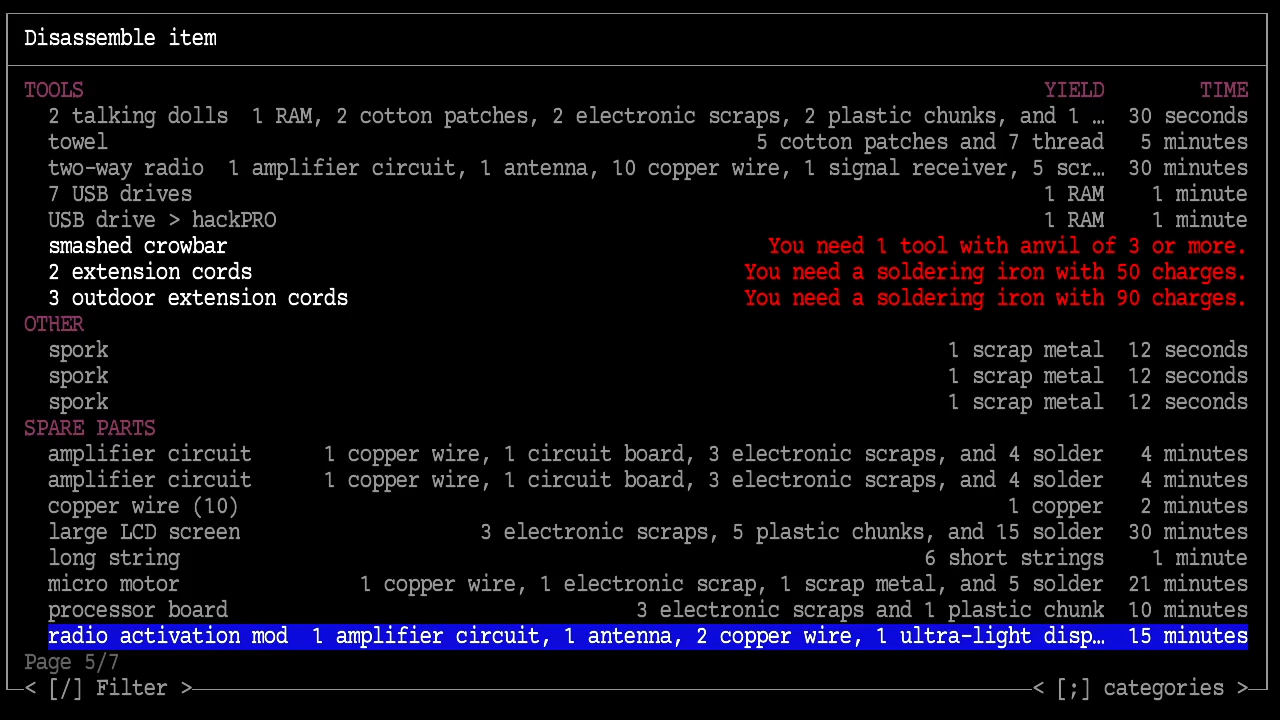 Disassemble item
TOOLS YIELD TIME
2 talking dolls 1 RAM, 2 cotton patches, 2 electronic scraps, 2 plastic chunks, and 1 … 30 seconds
towel 5 cotton patches and 7 thread 5 minutes
two-way radio 1 amplifier circuit, 1 antenna, 10 copper wire, 1 signal receiver, 5 scr… 30 minutes
7 USB drives 1 RAM 1 minute
USB drive > hackPRO 1 RAM 1 minute
smashed crowbar You need 1 tool with anvil of 3 or more.
2 extension cords You need a soldering iron with 50 charges.
3 outdoor extension cords You need a soldering iron with 90 charges.
OTHER
spork 1 scrap metal 12 seconds
spork 1 scrap metal 12 seconds
spork 1 scrap metal 12 seconds
SPARE PARTS
amplifier circuit 1 copper wire, 1 circuit board, 3 electronic scraps, and 4 solder 4 minutes
amplifier circuit 1 copper wire, 1 circuit board, 3 electronic scraps, and 4 solder 4 minutes
copper wire (10) 1 copper 2 minutes
large LCD screen 3 electronic scraps, 5 plastic chunks, and 15 solder 30 minutes
long string 6 short strings 1 minute
micro motor 1 copper wire, 1 electronic scrap, 1 scrap metal, and 5 solder 21 minutes
processor board 3 electronic scraps and 1 plastic chunk 10 minutes
radio activation mod 1 amplifier circuit, 1 antenna, 2 copper wire, 1 ultra-light disp… 15 minutes
Page 5/7
< [/] Filter > < [;] categories >